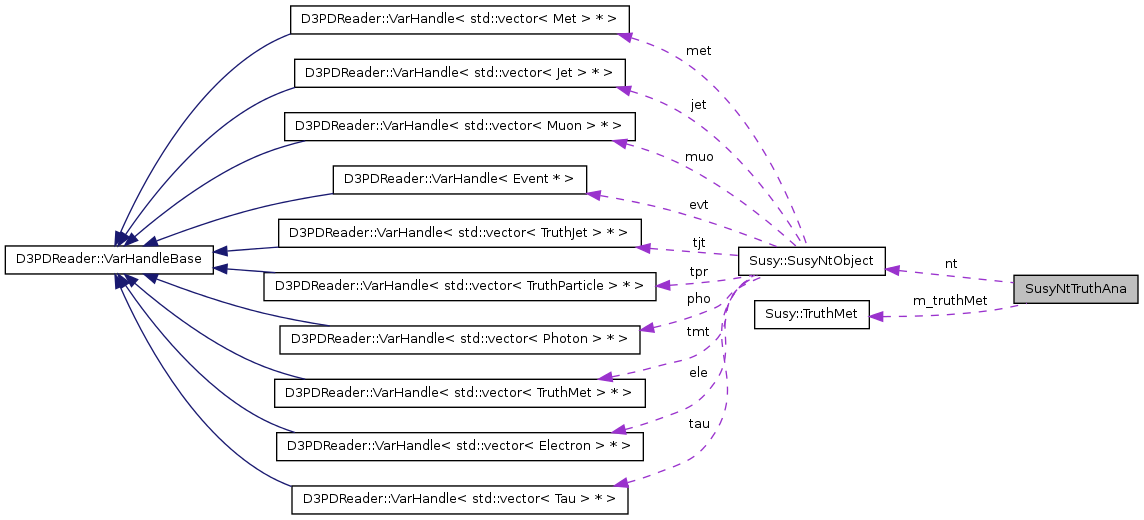 D3PDReader::VarHandle< std::vector< Met > * >
met
D3PDReader::VarHandle< std::vector< Jet > * >
jet
D3PDReader::VarHandle< std::vector< Muon > * >
muo
D3PDReader::VarHandle< Event * >
evt
D3PDReader::VarHandle< std::vector< TruthJet > * >
tjt
D3PDReader::VarHandleBase
Susy::SusyNtObject
nt
tpr
D3PDReader::VarHandle< std::vector< TruthParticle > * >
SusyNtTruthAna
pho
m_truthMet
Susy::TruthMet
D3PDReader::VarHandle< std::vector< Photon > * >
tmt
ele
D3PDReader::VarHandle< std::vector< TruthMet > * >
tau
D3PDReader::VarHandle< std::vector< Electron > * >
D3PDReader::VarHandle< std::vector< Tau > * >